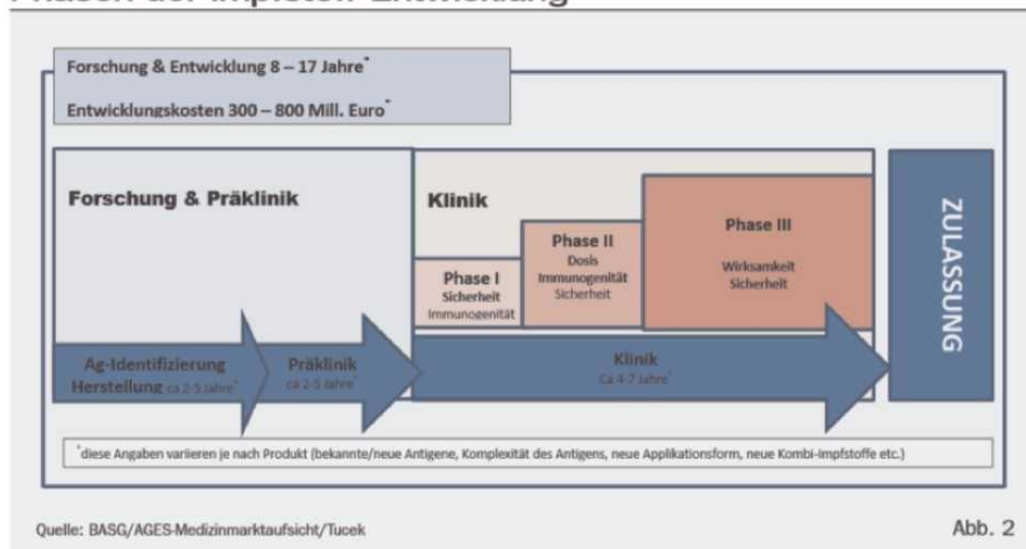 Forschung & Entwicklung 8 – 17 Jahre*
Entwicklungskosten 300 – 800 Mill. Euro*
Forschung & Präklinik
Klinik
Phase I
Sicherheit
Immunogenität
Phase II
Dosis
Immunogenität
Sicherheit
Phase III
Wirksamkeit
Sicherheit
ZULASSUNG
Ag-Identifizierung
Herstellung ca 2-5 Jahre*
Präklinik
ca 2-5 Jahre*
Klinik
Ca 4-7 Jahre*
*diese Angaben variieren je nach Produkt (bekannte/neue Antigene, Komplexität des Antigens, neue Applikationsform, neue Kombi-Impfstoffe etc.)
Quelle: BASG/AGES-Medizinmarktaufsicht/Tucek
Abb. 2